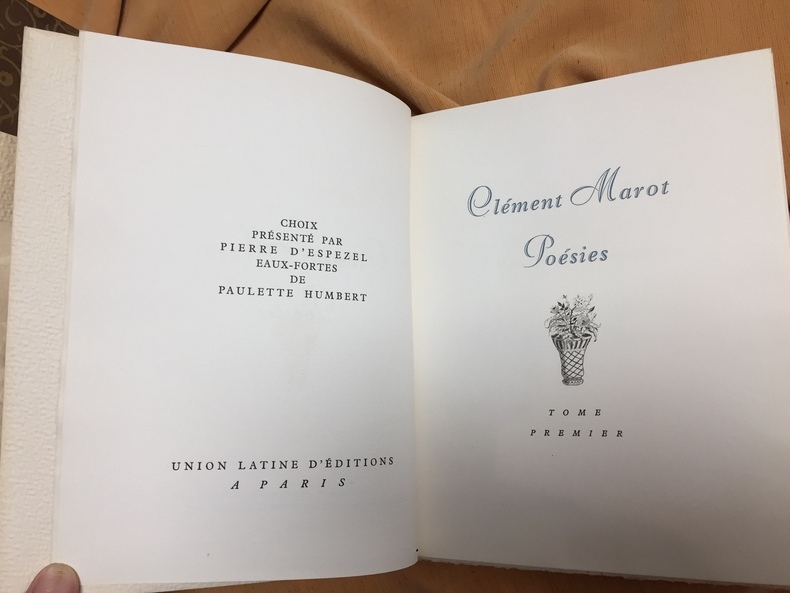 CHOIX
PRÉSENTÉ PAR
PIERRE D'ESPEZEL
EAUX-FORTES
DE
PAULETTE HUMBERT
UNION LATINE D'ÉDITIONS
A PARIS
Clément Marot
Poésies
TOME
PREMIER